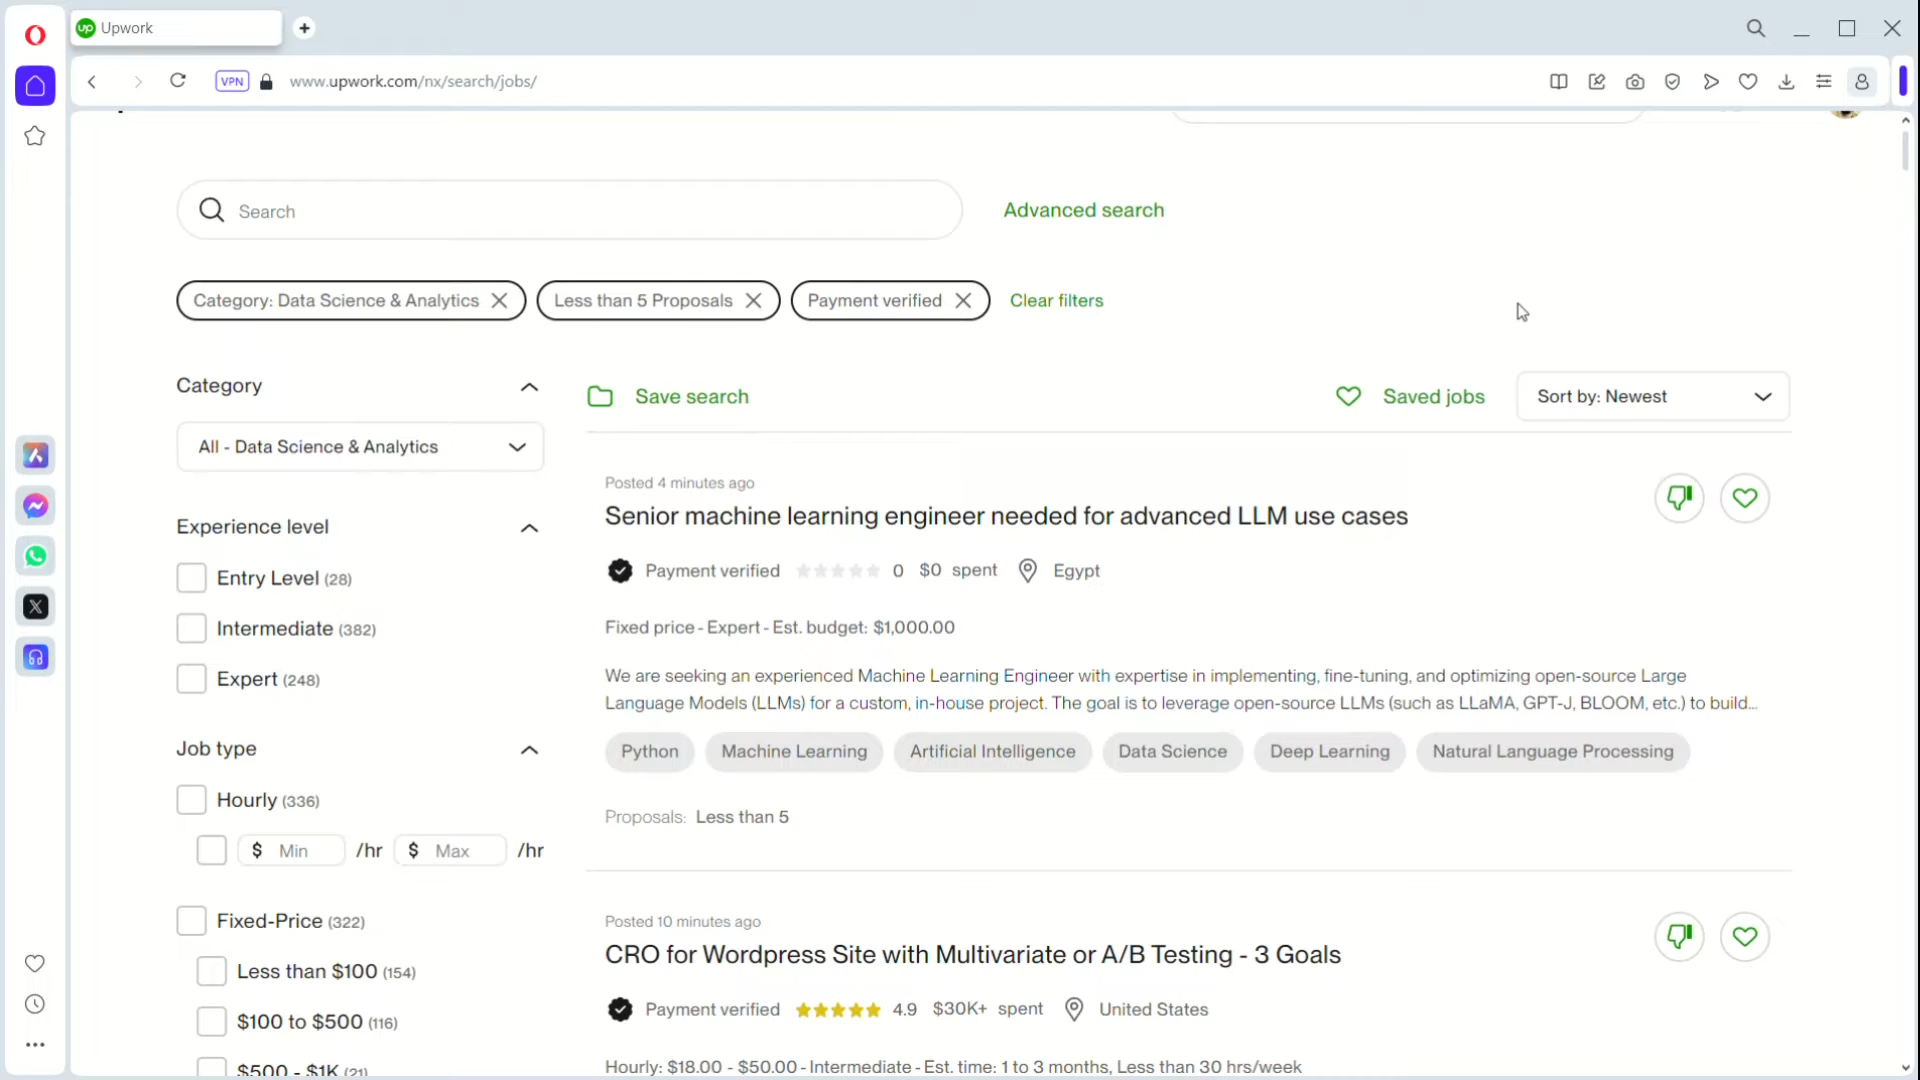 Upwork
VPN www.upwork.com/nx/search/jobs/
Search
Advanced search
Category: Data Science & Analytics
Less than 5 Proposals
Payment verified
Clear filters
Category
All - Data Science & Analytics
Experience level
Entry Level (28)
Intermediate (382)
Expert (248)
Job type
Hourly (336)
$ Min /hr $ Max /hr
Fixed-Price (322)
Less than $100 (154)
$100 to $500 (116)
$500 - $1K (21)
Save search
Saved jobs
Sort by: Newest
Posted 4 minutes ago
Senior machine learning engineer needed for advanced LLM use cases
Payment verified 0 $0 spent Egypt
Fixed price - Expert - Est. budget: $1,000.00
We are seeking an experienced Machine Learning Engineer with expertise in implementing, fine-tuning, and optimizing open-source Large
Language Models (LLMs) for a custom, in-house project. The goal is to leverage open-source LLMs (such as LLaMA, GPT-J, BLOOM, etc.) to build...
Python Machine Learning Artificial Intelligence Data Science Deep Learning Natural Language Processing
Proposals: Less than 5
Posted 10 minutes ago
CRO for Wordpress Site with Multivariate or A/B Testing - 3 Goals
Payment verified 4.9 $30K+ spent United States
Hourly: $18.00 - $50.00 - Intermediate - Est. time: 1 to 3 months, Less than 30 hrs/week